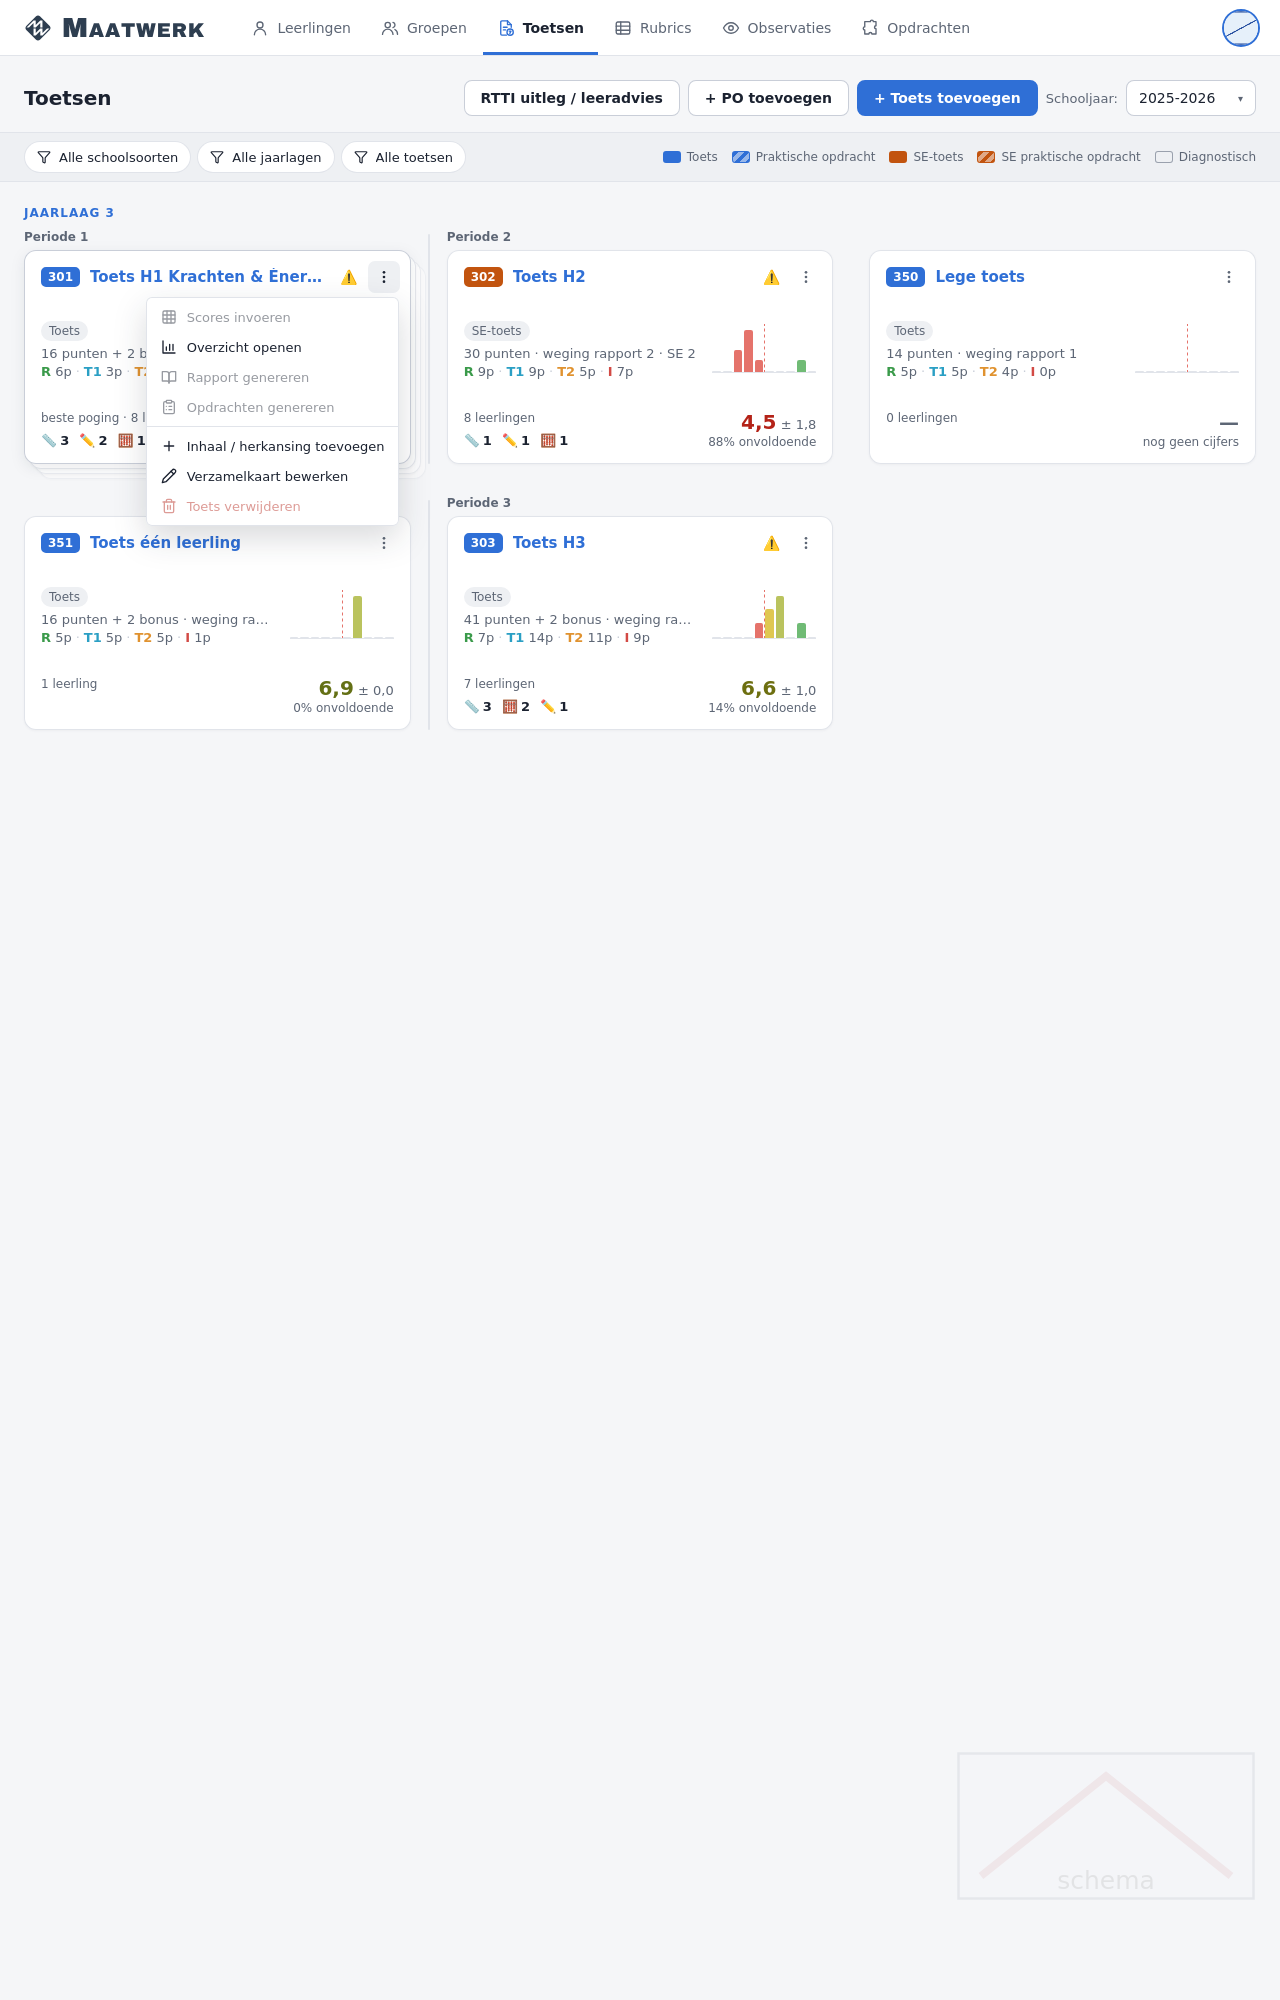 MAATWERK
Leerlingen
Groepen
Toetsen
Rubrics
Observaties
Opdrachten
Toetsen
RTTI uitleg / leeradvies
+ PO toevoegen
+ Toets toevoegen
Schooljaar:
2025-2026
Alle schoolsoorten
Alle jaarlagen
Alle toetsen
Toets
Praktische opdracht
SE-toets
SE praktische opdracht
Diagnostisch
JAARLAAG 3
Periode 1
301 Toets H1 Krachten & Ener…
Toets
16 punten + 2 b
R 6p · T1 3p ·
beste poging · 8 l
3 2 1
Scores invoeren
Overzicht openen
Rapport genereren
Opdrachten genereren
Inhaal / herkansing toevoegen
Verzamelkaart bewerken
Toets verwijderen
Periode 2
302 Toets H2
SE-toets
30 punten · weging rapport 2 · SE 2
R 9p · T1 9p · T2 5p · I 7p
8 leerlingen
4,5 ± 1,8
1 1 1
88% onvoldoende
350 Lege toets
Toets
14 punten · weging rapport 1
R 5p · T1 5p · T2 4p · I 0p
0 leerlingen
—
nog geen cijfers
351 Toets één leerling
Toets
16 punten + 2 bonus · weging ra…
R 5p · T1 5p · T2 5p · I 1p
1 leerling
6,9 ± 0,0
0% onvoldoende
Periode 3
303 Toets H3
Toets
41 punten + 2 bonus · weging ra…
R 7p · T1 14p · T2 11p · I 9p
7 leerlingen
6,6 ± 1,0
3 2 1
14% onvoldoende
schema